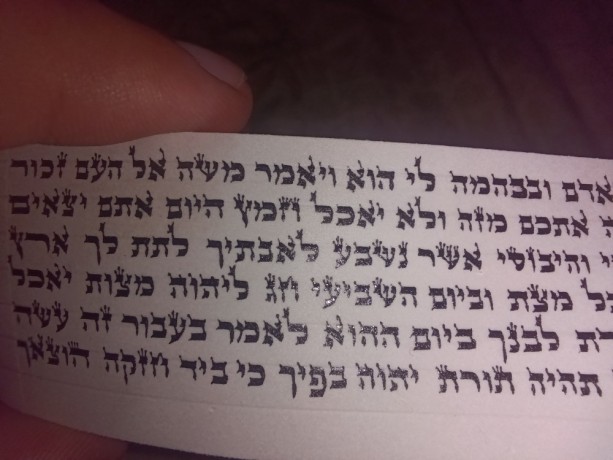 אדם ובבהמה לי הוא ויאמר משה אל העם זכור
ה אתכם מזה ולא יאכל חמץ היום אתם יצאים
י והיבוסי אשר נשבע לאבתיך לתת לך ארץ
ל מצת וביום השביעי חג ליהוה מצות יאכל
דת לבנך ביום ההוא לאמר בעבור זה עשה
תהיה תורת יהוה בפיך כי ביד חזקה הוצאך